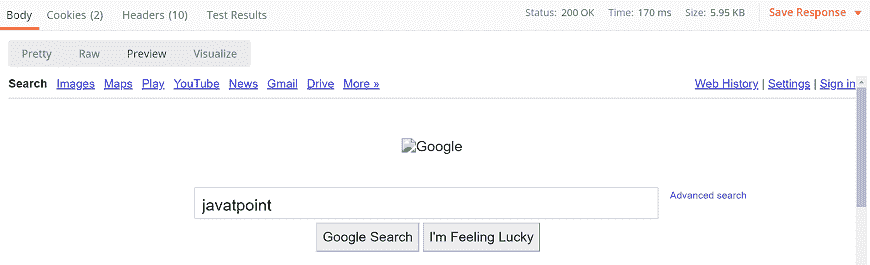 Body Cookies (2) Headers (10) Test Results Status: 200 OK Time: 170 ms Size: 5.95 KB Save Response
Pretty Raw Preview Visualize
Search Images Maps Play YouTube News Gmail Drive More » Web History | Settings | Sign in
Google
javatpoint Advanced search
Google Search I'm Feeling Lucky